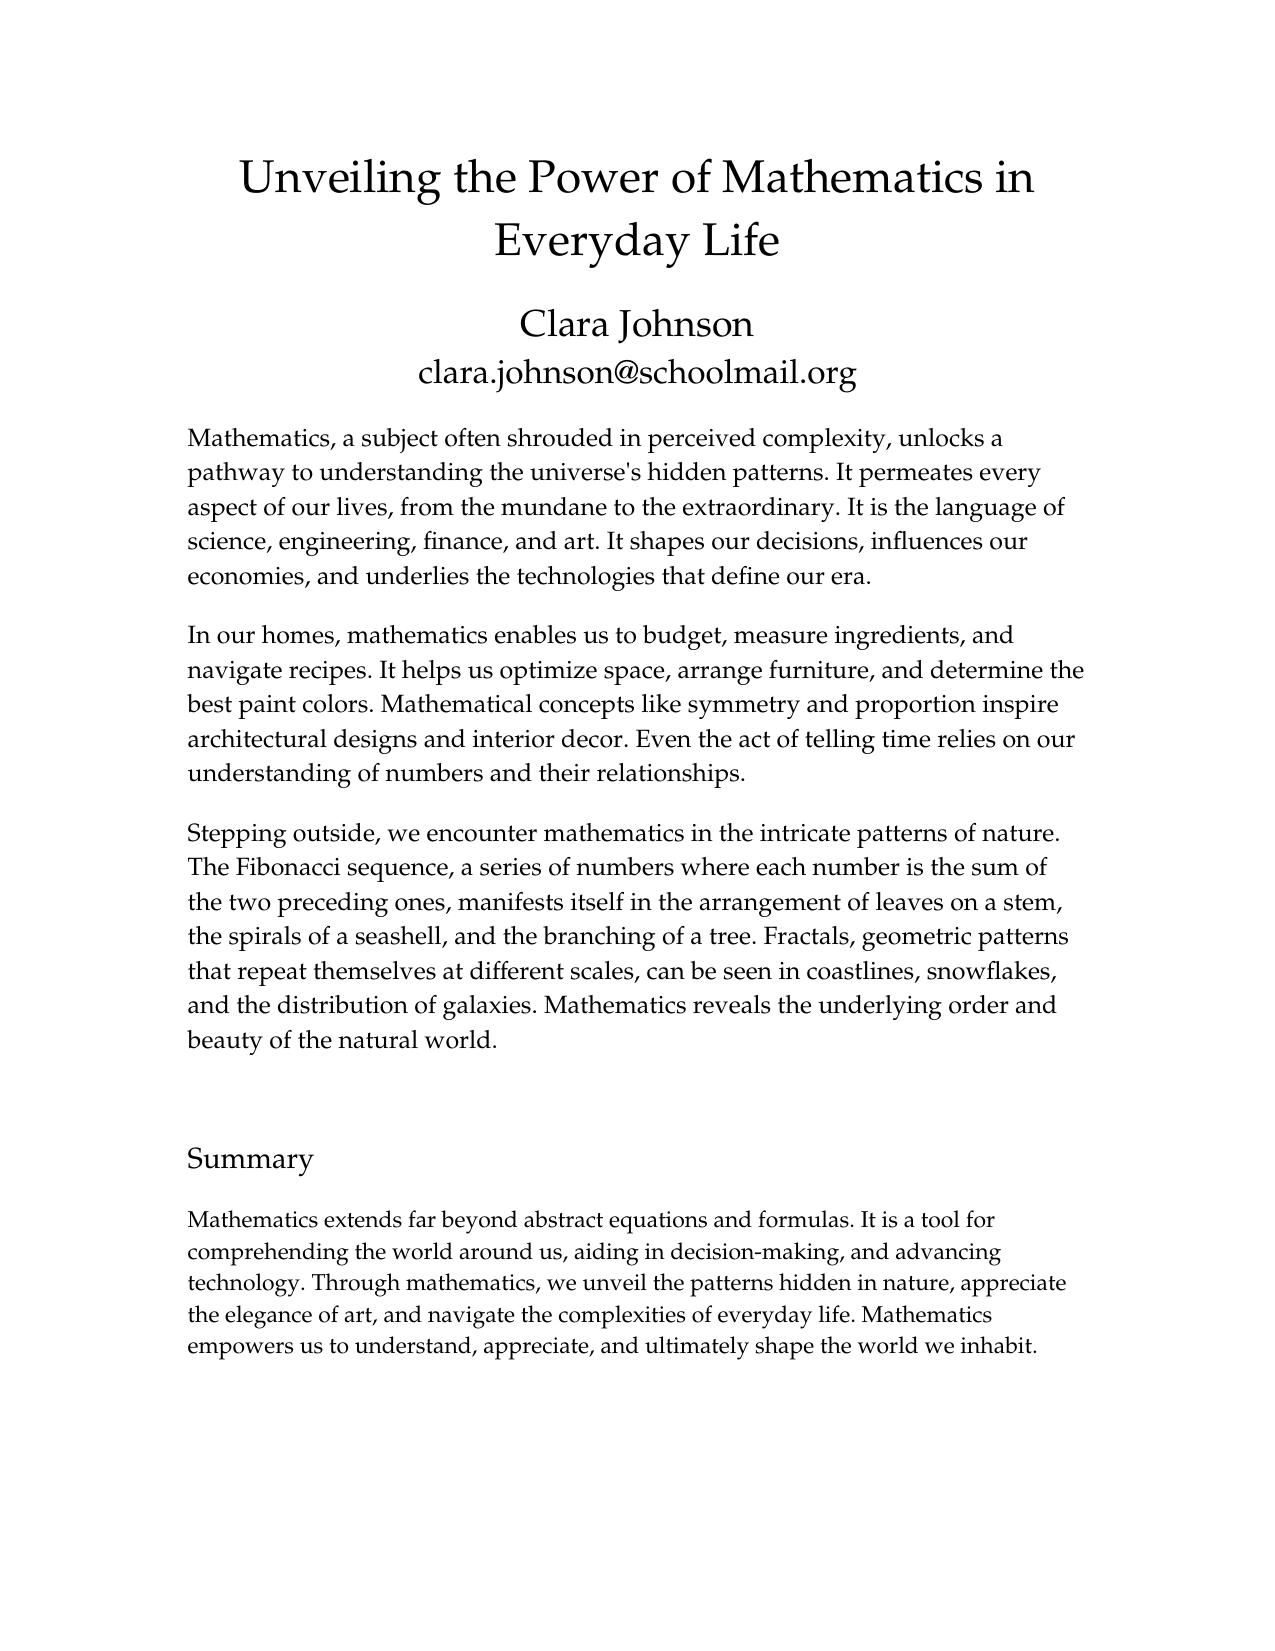 Unveiling the Power of Mathematics in
Everyday Life
Clara Johnson
clara.johnson@schoolmail.org
Mathematics, a subject often shrouded in perceived complexity, unlocks a
pathway to understanding the universe's hidden patterns. It permeates every
aspect of our lives, from the mundane to the extraordinary. It is the language of
science, engineering, finance, and art. It shapes our decisions, influences our
economies, and underlies the technologies that define our era.
In our homes, mathematics enables us to budget, measure ingredients, and
navigate recipes. It helps us optimize space, arrange furniture, and determine the
best paint colors. Mathematical concepts like symmetry and proportion inspire
architectural designs and interior decor. Even the act of telling time relies on our
understanding of numbers and their relationships.
Stepping outside, we encounter mathematics in the intricate patterns of nature.
The Fibonacci sequence, a series of numbers where each number is the sum of
the two preceding ones, manifests itself in the arrangement of leaves on a stem,
the spirals of a seashell, and the branching of a tree. Fractals, geometric patterns
that repeat themselves at different scales, can be seen in coastlines, snowflakes,
and the distribution of galaxies. Mathematics reveals the underlying order and
beauty of the natural world.
Summary
Mathematics extends far beyond abstract equations and formulas. It is a tool for
comprehending the world around us, aiding in decision-making, and advancing
technology. Through mathematics, we unveil the patterns hidden in nature, appreciate
the elegance of art, and navigate the complexities of everyday life. Mathematics
empowers us to understand, appreciate, and ultimately shape the world we inhabit.